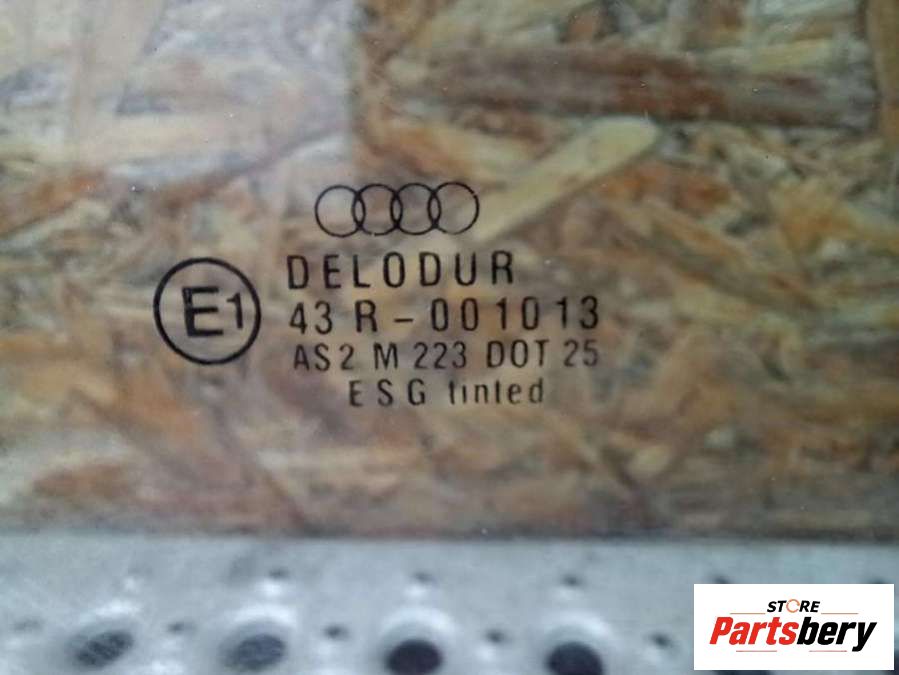 DELODUR
E1
43 R - 001013
AS2 M 223 DOT 25
ESG tinted
STORE
Partsbery